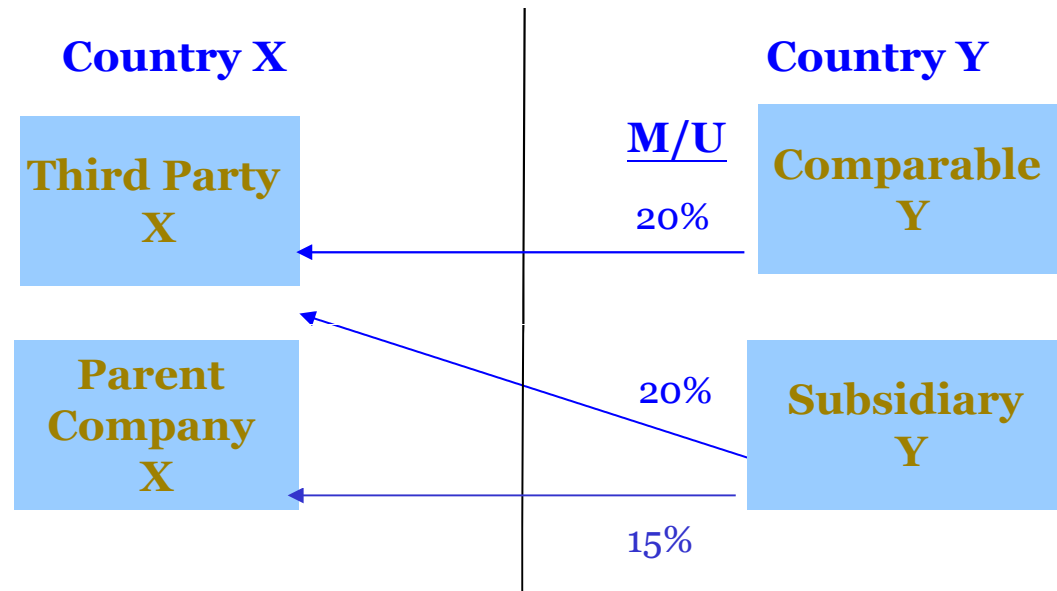 Country X
Country Y
M/U
Third Party
X
Comparable
Y
20%
Parent
Company
X
20%
Subsidiary
Y
15%